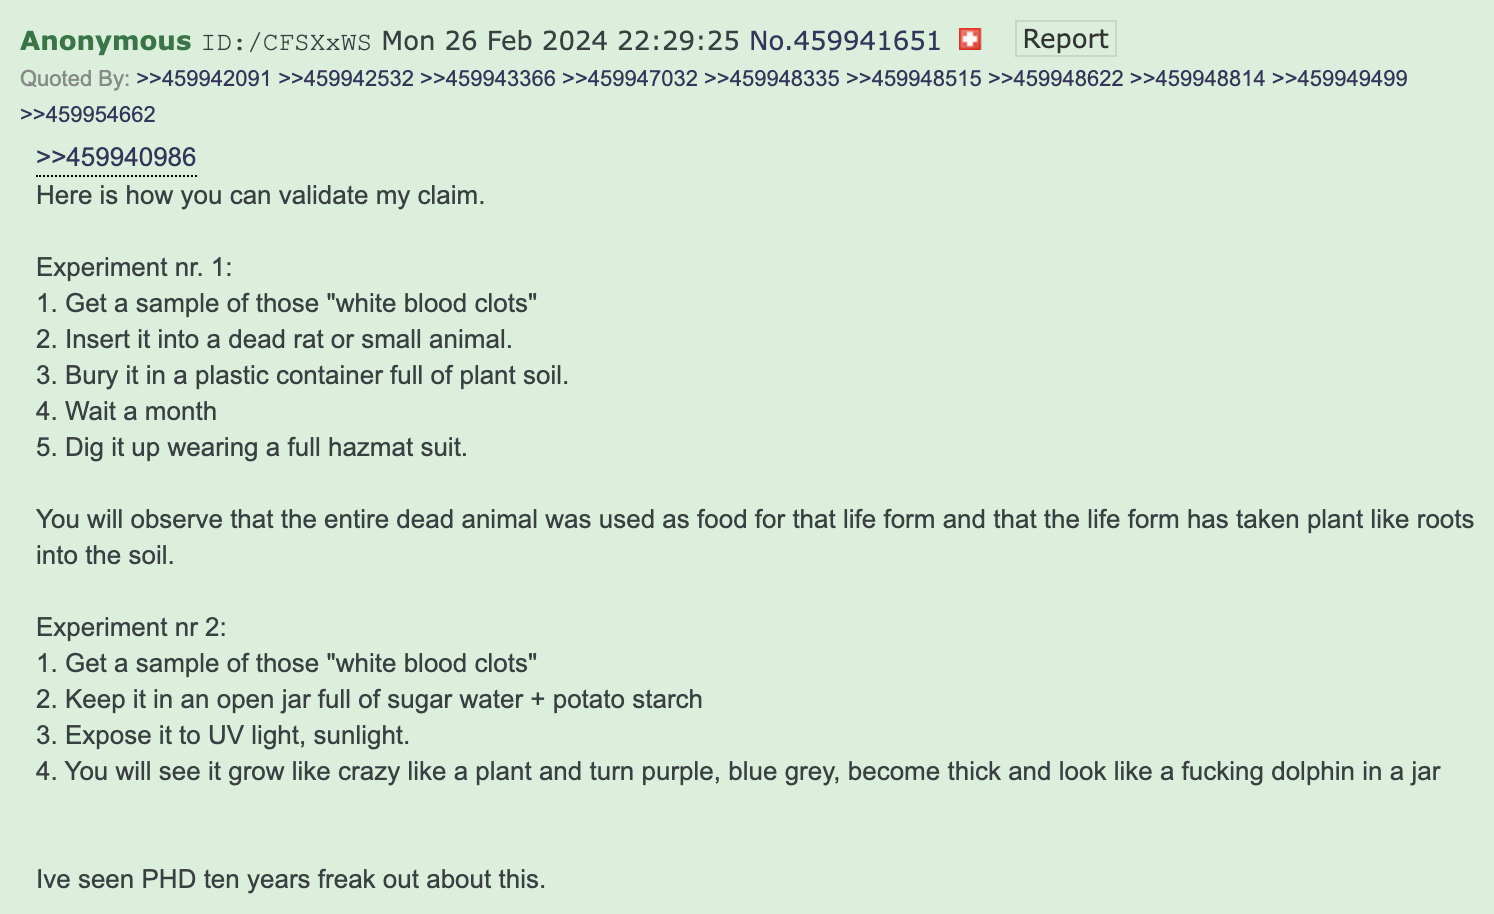 Anonymous ID:/CFSXxWS Mon 26 Feb 2024 22:29:25 No.459941651 Report
Quoted By: >>459942091 >>459942532 >>459943366 >>459947032 >>459948335 >>459948515 >>459948622 >>459948814 >>459949499
>>459954662
>>459940986
Here is how you can validate my claim.
Experiment nr. 1:
1. Get a sample of those "white blood clots"
2. Insert it into a dead rat or small animal.
3. Bury it in a plastic container full of plant soil.
4. Wait a month
5. Dig it up wearing a full hazmat suit.
You will observe that the entire dead animal was used as food for that life form and that the life form has taken plant like roots
into the soil.
Experiment nr 2:
1. Get a sample of those "white blood clots"
2. Keep it in an open jar full of sugar water + potato starch
3. Expose it to UV light, sunlight.
4. You will see it grow like crazy like a plant and turn purple, blue grey, become thick and look like a fucking dolphin in a jar
Ive seen PHD ten years freak out about this.